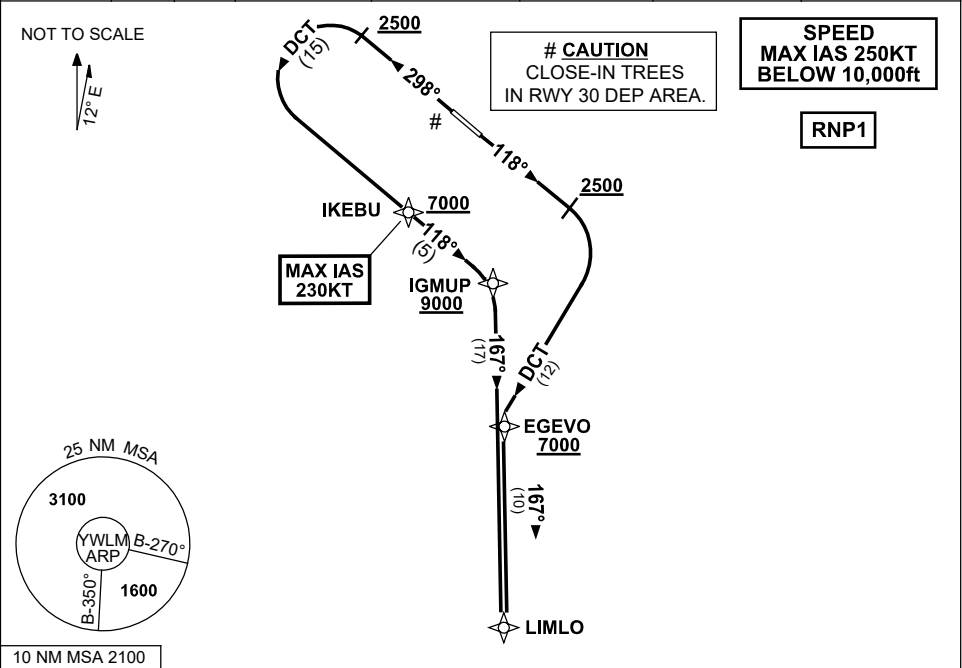 NOT TO SCALE
12° E
DCT
(15)
2500
298°
#
# CAUTION
CLOSE-IN TREES
IN RWY 30 DEP AREA.
SPEED
MAX IAS 250KT
BELOW 10,000ft
RNP1
118°
2500
IKEBU
7000
118°
(5)
MAX IAS
230KT
IGMUP
9000
167°
(17)
DCT
(12)
EGEVO
7000
167°
(10)
LIMLO
25 NM MSA
3100
YWLM
ARP
B-270°
B-350°
1600
10 NM MSA 2100